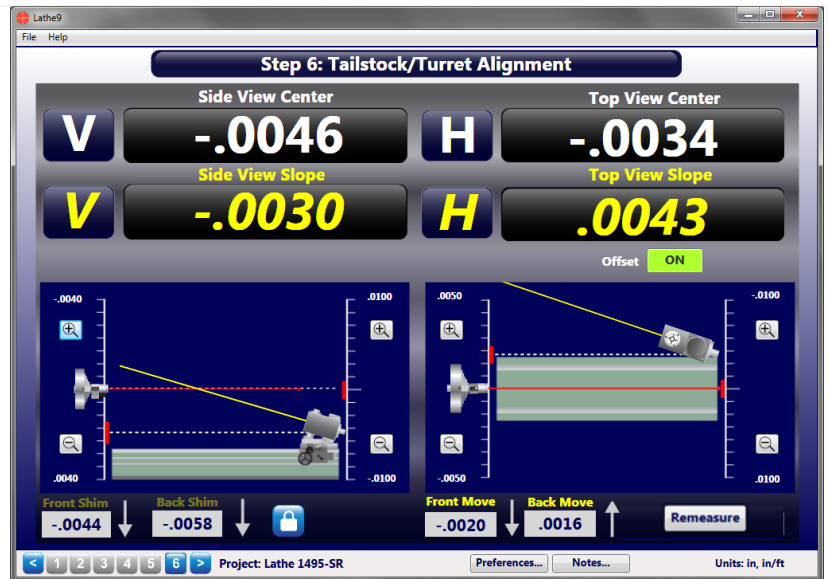 Lathe9
File Help
Step 6: Tailstock/Turret Alignment
Side View Center
Top View Center
V -.0046 H -.0034
Side View Slope
Top View Slope
V -.0030 H .0043
Offset ON
-.0040 .0100
.0040 -.0100
.0050 -.0100
-.0050 .0100
Front Shim Back Shim
-.0044 -.0058
Front Move Back Move
-.0020 .0016
Remeasure
< 1 2 3 4 5 6 > Project: Lathe 1495-SR Preferences... Notes... Units: in, in/ft